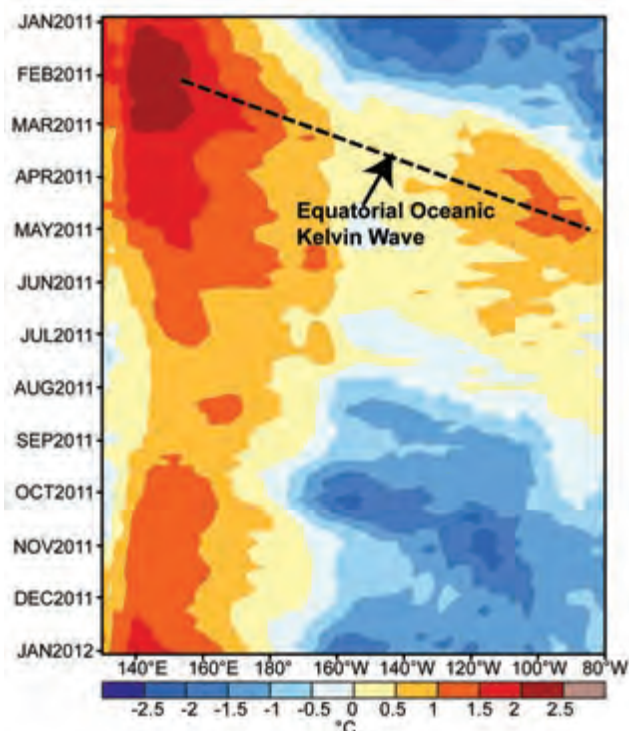 JAN2011
FEB2011
MAR2011
APR2011
Equatorial Oceanic
MAY2011
Kelvin Wave
JUN2011
JUL2011
AUG2011
SEP2011
OCT2011
NOV2011
DEC2011
JAN2012
140°E 160°E 180° 160°W 140°W 120°W 100°W 80°W
-2.5 -2 -1.5 -1 -0.5 0 0.5 1 1.5 2 2.5
°C